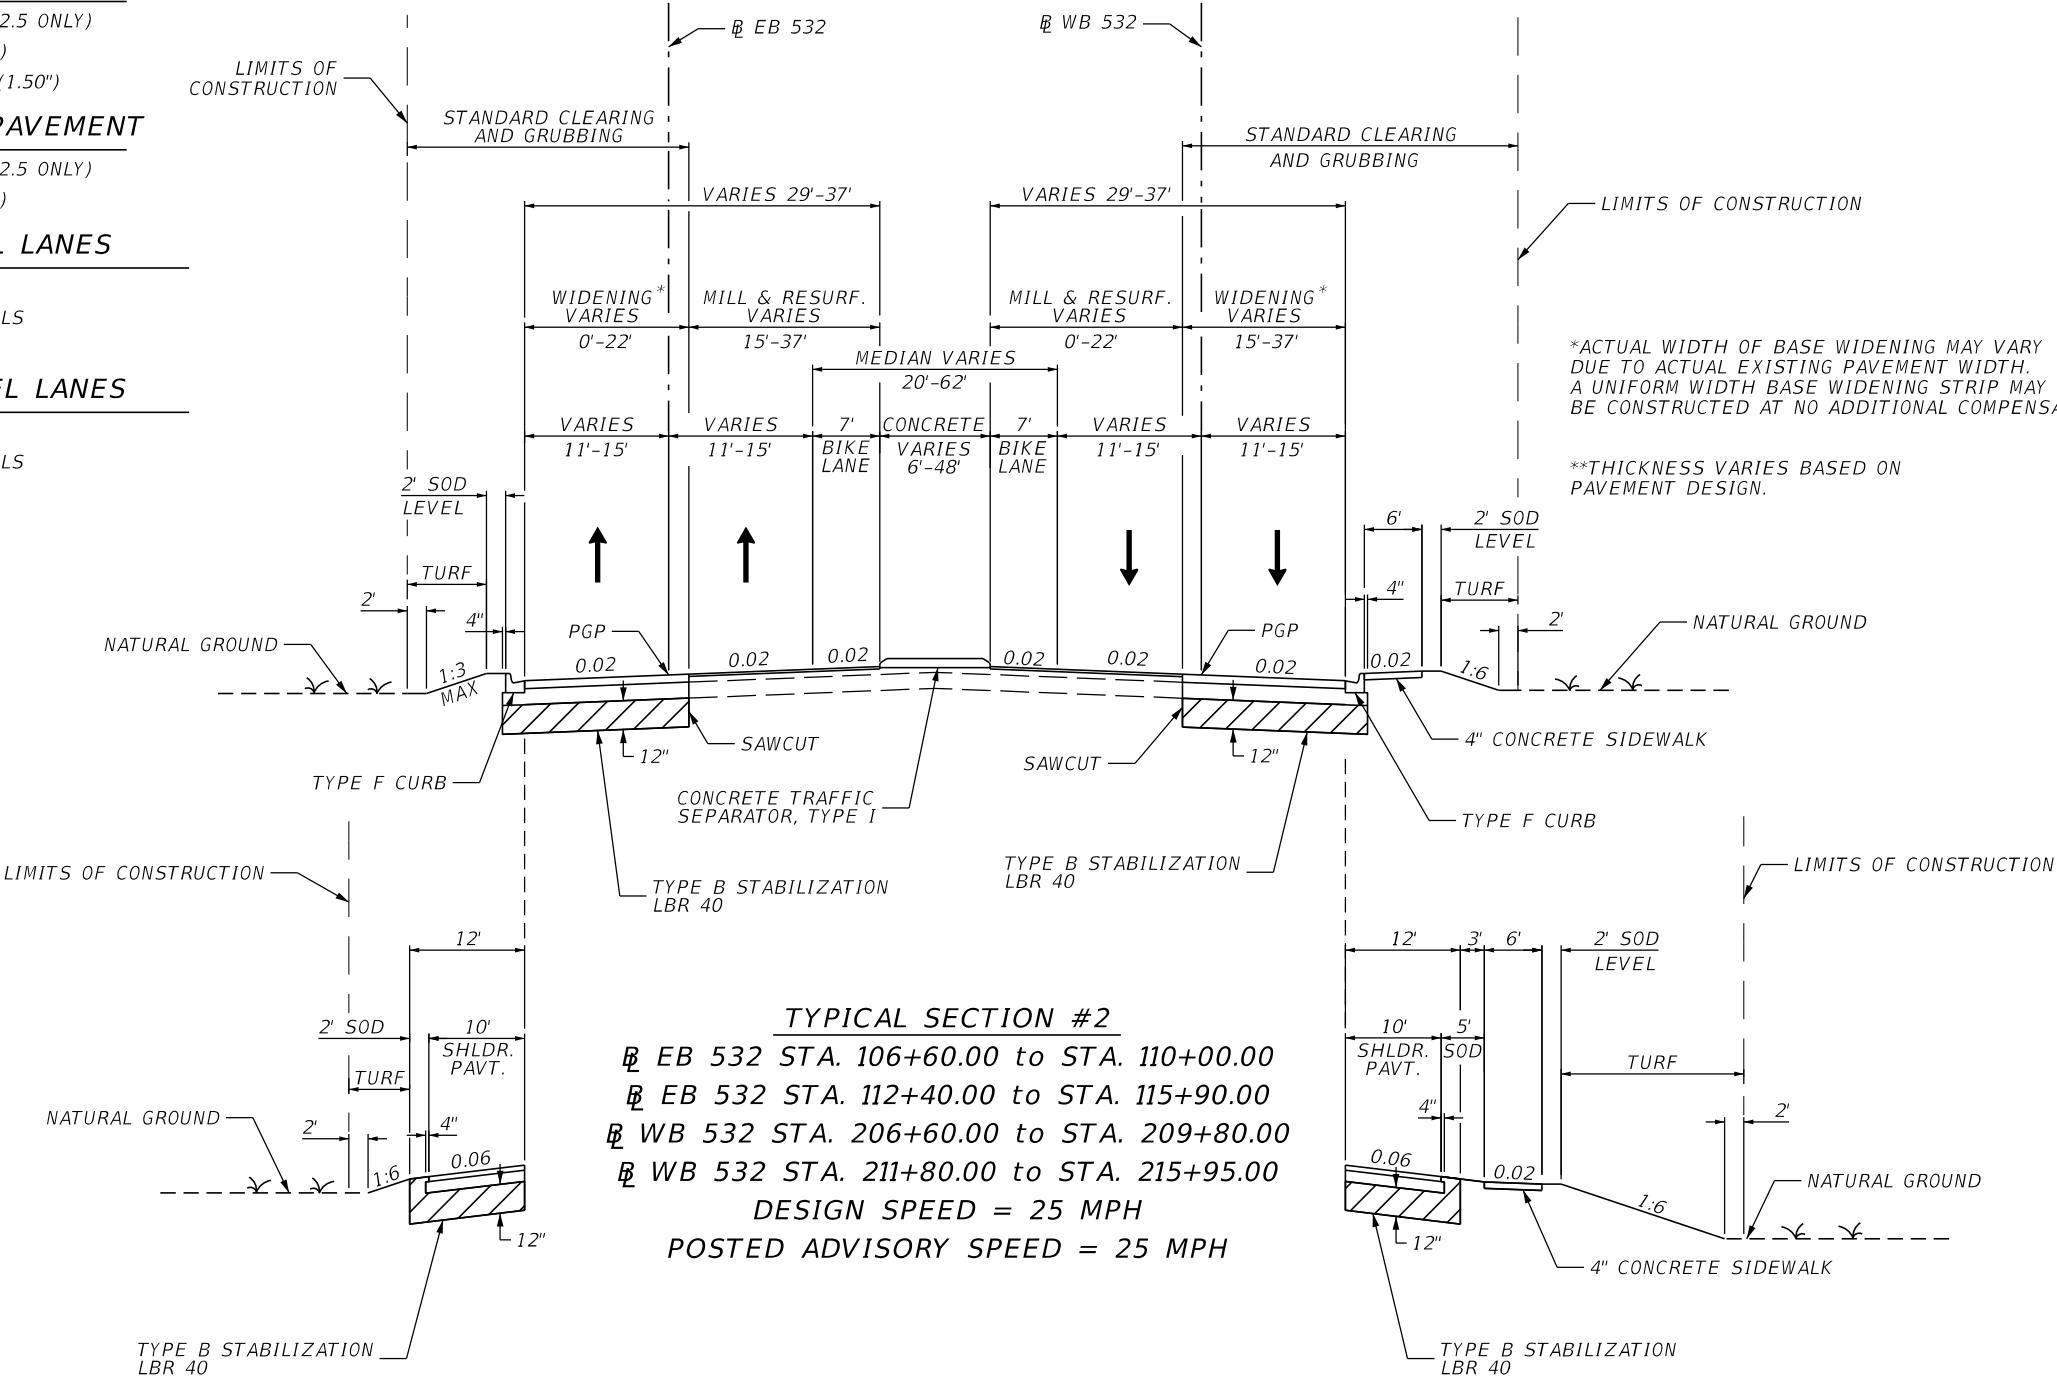 2.5 ONLY)
)
(1.50")
PAVEMENT
2.5 ONLY)
)
L LANES
LS
EL LANES
LS
BL EB 532
BL WB 532
LIMITS OF
CONSTRUCTION
STANDARD CLEARING
AND GRUBBING
STANDARD CLEARING
AND GRUBBING
VARIES 29'-37'
VARIES 29'-37'
LIMITS OF CONSTRUCTION
WIDENING*
VARIES
0'-22'
MILL & RESURF.
VARIES
15'-37'
MILL & RESURF.
VARIES
0'-22'
WIDENING*
VARIES
15'-37'
MEDIAN VARIES
20'-62'
*ACTUAL WIDTH OF BASE WIDENING MAY VARY
DUE TO ACTUAL EXISTING PAVEMENT WIDTH.
A UNIFORM WIDTH BASE WIDENING STRIP MAY
BE CONSTRUCTED AT NO ADDITIONAL COMPENSA
**THICKNESS VARIES BASED ON
PAVEMENT DESIGN.
VARIES
11'-15'
VARIES
11'-15'
7'
BIKE
LANE
CONCRETE
VARIES
6'-48'
7'
BIKE
LANE
VARIES
11'-15'
VARIES
11'-15'
2' SOD
LEVEL
TURF
2'
4"
NATURAL GROUND
1:3
MAX
PGP
0.02
0.02
0.02
0.02
0.02
0.02
PGP
4"
6'
2' SOD
LEVEL
TURF
2'
NATURAL GROUND
0.02
1:6
SAWCUT
12"
SAWCUT
12"
4" CONCRETE SIDEWALK
TYPE F CURB
CONCRETE TRAFFIC
SEPARATOR, TYPE I
TYPE F CURB
TYPE B STABILIZATION
LBR 40
TYPE B STABILIZATION
LBR 40
LIMITS OF CONSTRUCTION
LIMITS OF CONSTRUCTION
12'
2' SOD
10'
SHLDR.
PAVT.
TURF
NATURAL GROUND
2'
4"
1:6
0.06
12"
TYPE B STABILIZATION
LBR 40
TYPICAL SECTION #2
BL EB 532 STA. 106+60.00 to STA. 110+00.00
BL EB 532 STA. 112+40.00 to STA. 115+90.00
BL WB 532 STA. 206+60.00 to STA. 209+80.00
BL WB 532 STA. 211+80.00 to STA. 215+95.00
DESIGN SPEED = 25 MPH
POSTED ADVISORY SPEED = 25 MPH
12'
3'
6'
2' SOD
LEVEL
10'
SHLDR.
PAVT.
5'
SOD
TURF
4"
2'
0.06
0.02
1:6
NATURAL GROUND
12"
4" CONCRETE SIDEWALK
TYPE B STABILIZATION
LBR 40